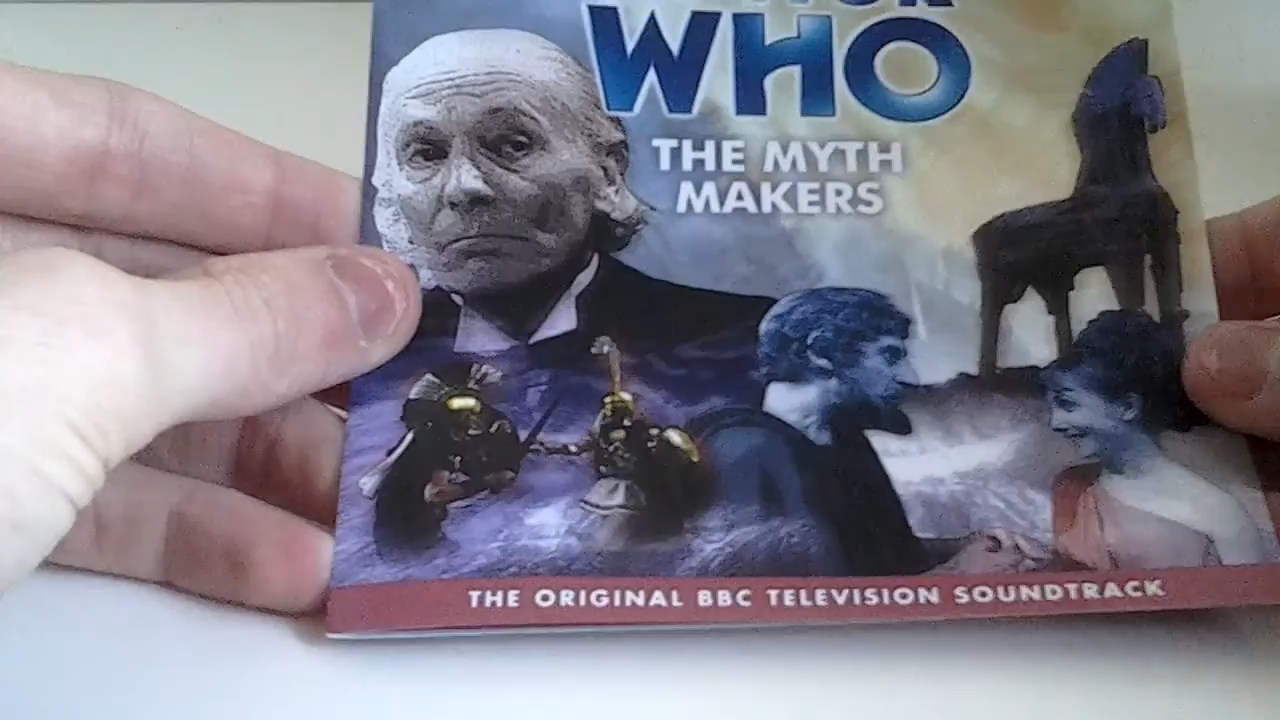 WHO
THE MYTH
MAKERS
THE ORIGINAL BBC TELEVISION SOUNDTRACK